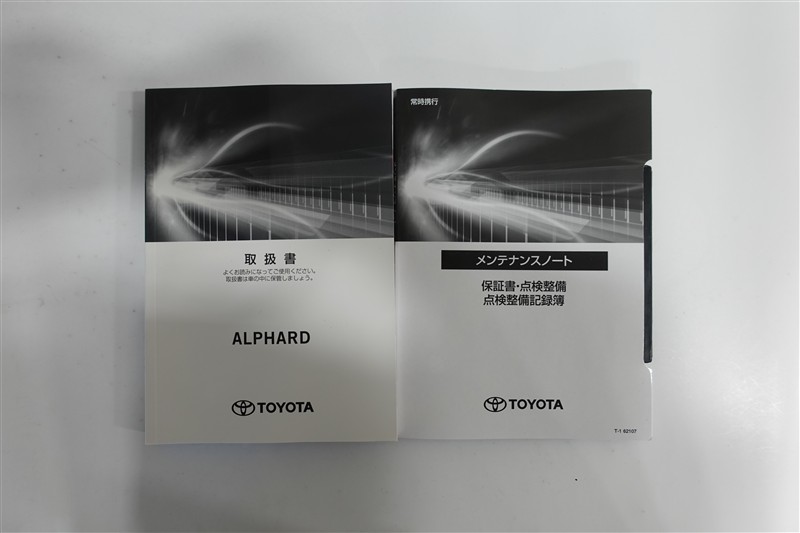 取扱書
よくお読みになってご使用ください。
取扱書は車の中に保管しましょう。
ALPHARD
TOYOTA
常時携行
メンテナンスノート
保証書・点検整備
点検整備記録簿
TOYOTA
T-1 62107